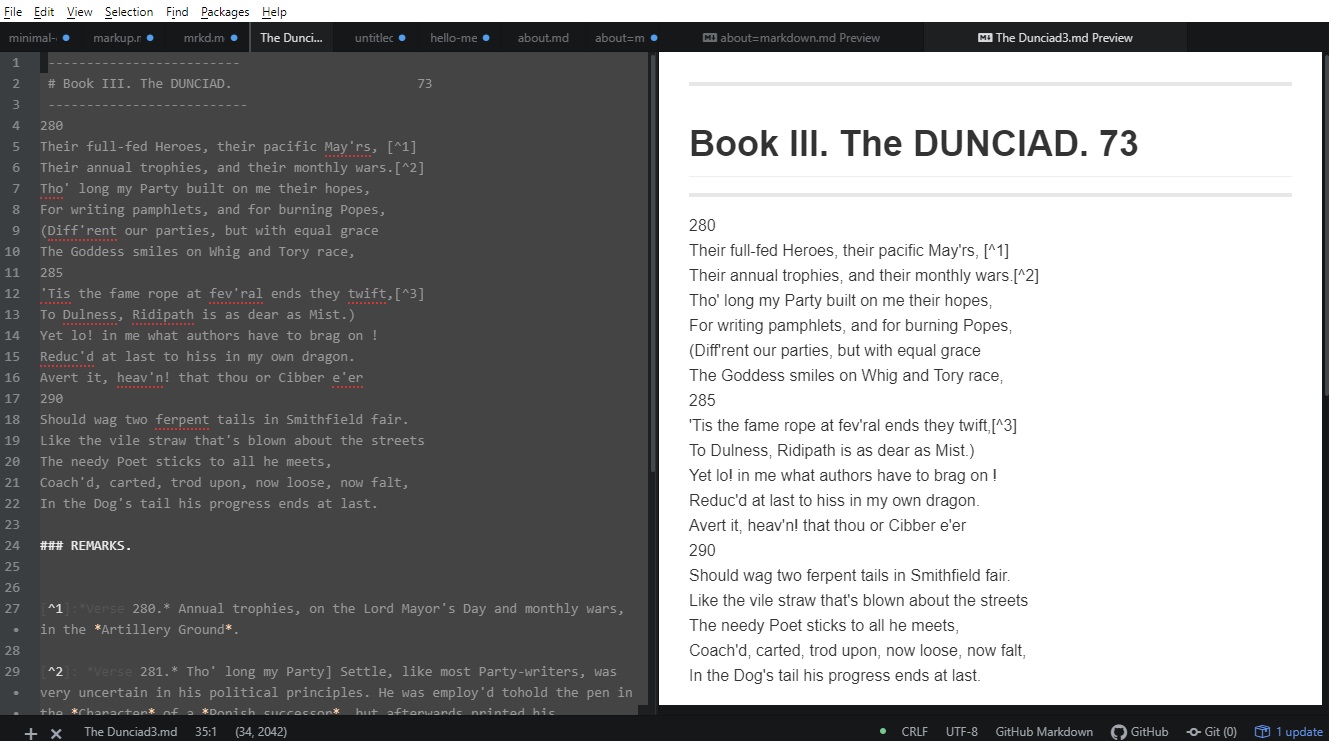 File Edit View Selection Find Packages Help
minimal- markup.r mrkd.m The Dunci... untitlec hello-me about.md about=m about=markdown.md Preview The Dunciad3.md Preview
1 -------------------------
2 # Book III. The DUNCIAD. 73
3 --------------------------
4 280
5 Their full-fed Heroes, their pacific May'rs, [^1]
6 Their annual trophies, and their monthly wars.[^2]
7 Tho' long my Party built on me their hopes,
8 For writing pamphlets, and for burning Popes,
9 (Diff'rent our parties, but with equal grace
10 The Goddess smiles on Whig and Tory race,
11 285
12 'Tis the fame rope at fev'ral ends they twift,[^3]
13 To Dulness, Ridipath is as dear as Mist.)
14 Yet lo! in me what authors have to brag on !
15 Reduc'd at last to hiss in my own dragon.
16 Avert it, heav'n! that thou or Cibber e'er
17 290
18 Should wag two ferpent tails in Smithfield fair.
19 Like the vile straw that's blown about the streets
20 The needy Poet sticks to all he meets,
21 Coach'd, carted, trod upon, now loose, now falt,
22 In the Dog's tail his progress ends at last.
23
24 ### REMARKS.
25
26
27 [^1]:*Verse 280.* Annual trophies, on the Lord Mayor's Day and monthly wars,
• in the *Artillery Ground*.
28
29 [^2]: *Verse 281.* Tho' long my Party] Settle, like most Party-writers, was
• very uncertain in his political principles. He was employ'd tohold the pen in
• the *Character* of a *Popish successor*, but afterwards printed his
Book III. The DUNCIAD. 73
280
Their full-fed Heroes, their pacific May'rs, [^1]
Their annual trophies, and their monthly wars.[^2]
Tho' long my Party built on me their hopes,
For writing pamphlets, and for burning Popes,
(Diff'rent our parties, but with equal grace
The Goddess smiles on Whig and Tory race,
285
'Tis the fame rope at fev'ral ends they twift,[^3]
To Dulness, Ridipath is as dear as Mist.)
Yet lo! in me what authors have to brag on !
Reduc'd at last to hiss in my own dragon.
Avert it, heav'n! that thou or Cibber e'er
290
Should wag two ferpent tails in Smithfield fair.
Like the vile straw that's blown about the streets
The needy Poet sticks to all he meets,
Coach'd, carted, trod upon, now loose, now falt,
In the Dog's tail his progress ends at last.
+ × The Dunciad3.md 35:1 (34, 2042) CRLF UTF-8 GitHub Markdown GitHub Git (0) 1 update